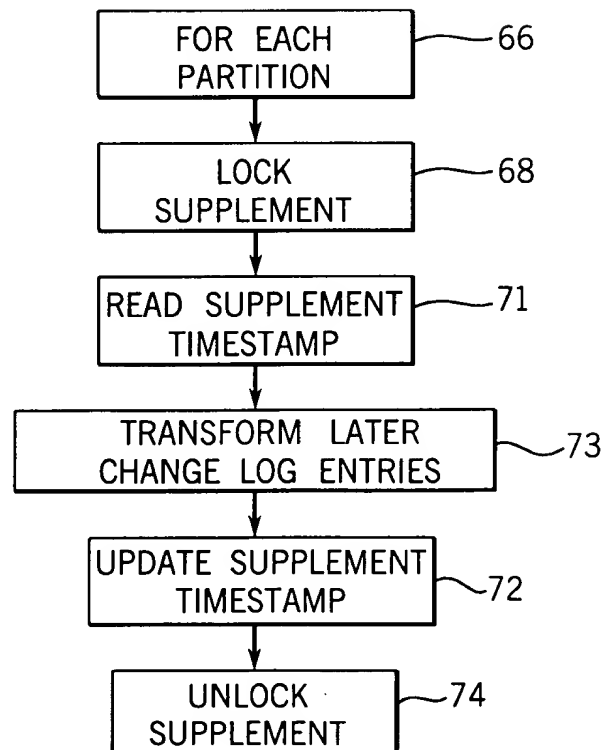 FOR EACH
PARTITION
66
LOCK
SUPPLEMENT
68
READ SUPPLEMENT
TIMESTAMP
71
TRANSFORM LATER
CHANGE LOG ENTRIES
73
UPDATE SUPPLEMENT
TIMESTAMP
72
UNLOCK
SUPPLEMENT
74